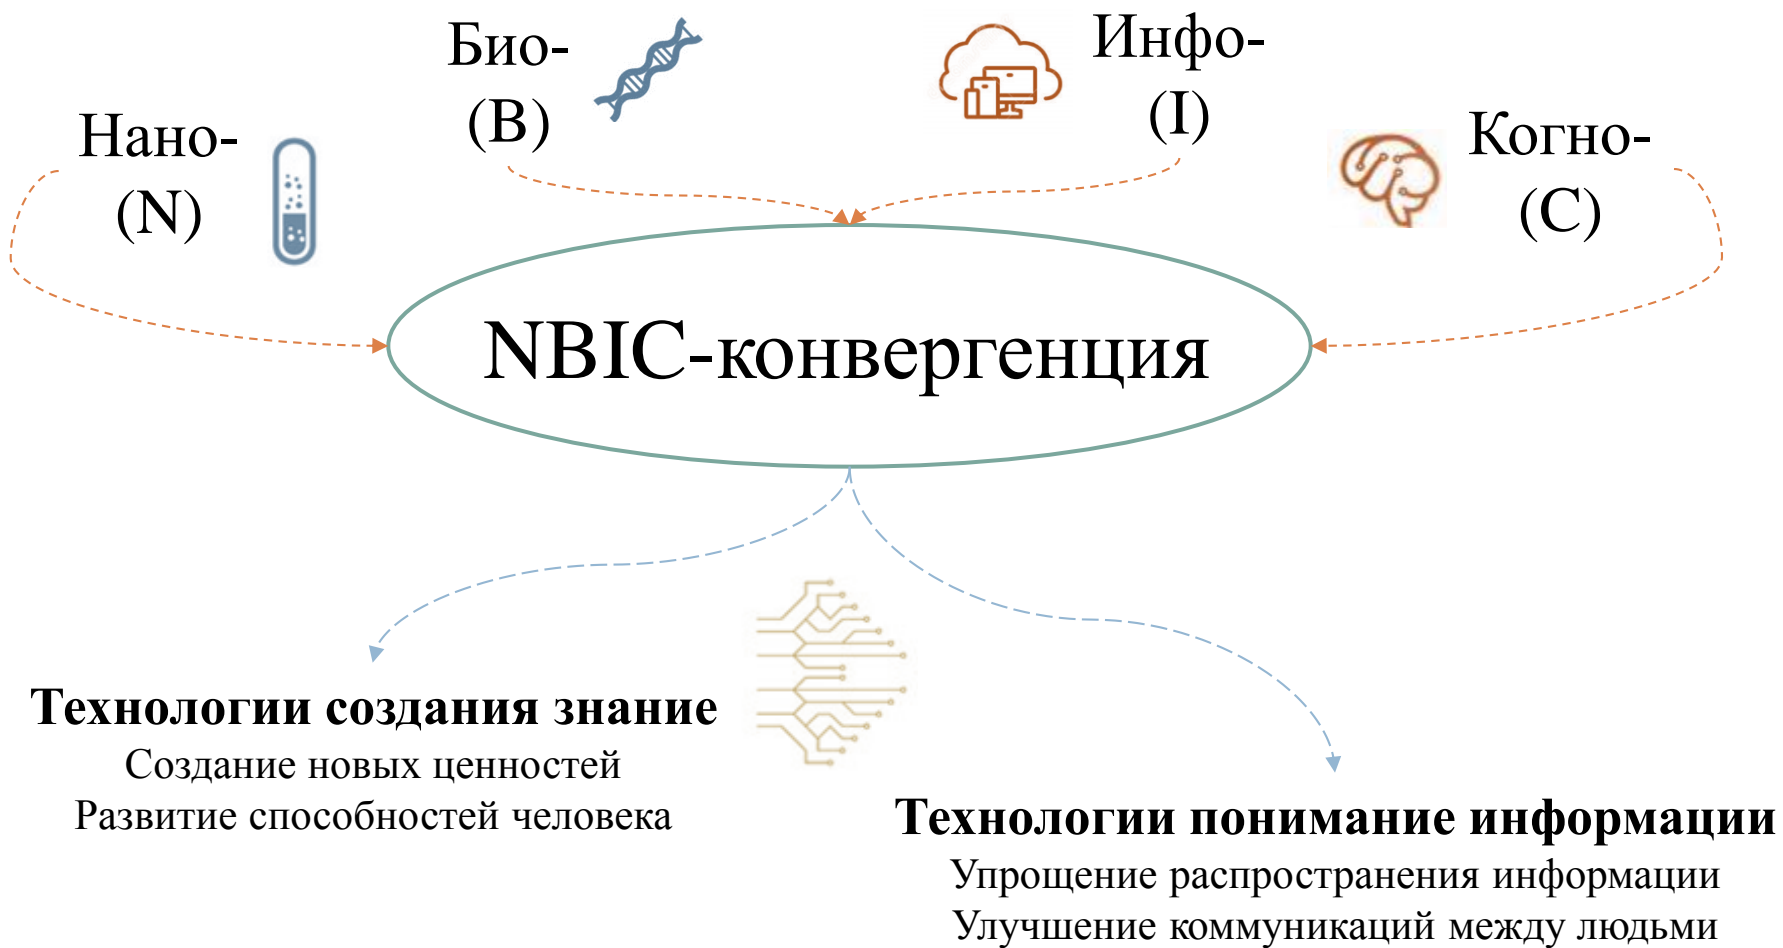 Нано-
(N)
Био-
(B)
Инфо-
(I)
Когно-
(C)
NBIC-конвергенция
Технологии создания знание
Создание новых ценностей
Развитие способностей человека
Технологии понимание информации
Упрощение распространения информации
Улучшение коммуникаций между людьми